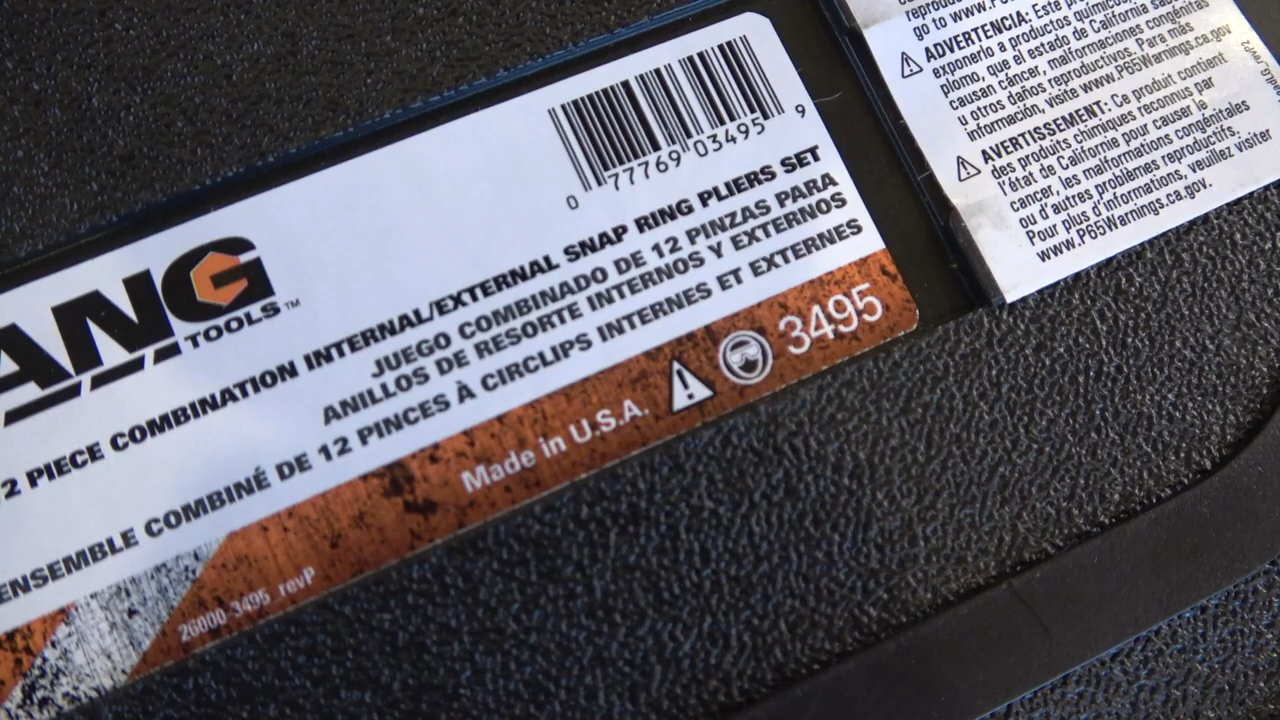 0 77769 03495 9
ANG
TOOLS™
2 PIECE COMBINATION INTERNAL/EXTERNAL SNAP RING PLIERS SET
JUEGO COMBINADO DE 12 PINZAS PARA
ANILLOS DE RESORTE INTERNOS Y EXTERNOS
ENSEMBLE COMBINÉ DE 12 PINCES À CIRCLIPS INTERNES ET EXTERNES
Made in U.S.A. 3495
26000_3495_revP
go to www.P65
ADVERTENCIA: Este
exponerlo a productos químicos,
plomo, que el estado de California
causan cáncer, malformaciones congénitas
u otros daños reproductivos. Para más
información, visite www.P65Warnings.ca.gov
AVERTISSEMENT: Ce produit contient
des produits chimiques reconnus par
l'état de Californie pour causer le
cancer, les malformations congénitales
ou d'autres problèmes reproductifs.
Pour plus d'informations, veuillez visiter
www.P65Warnings.ca.gov.